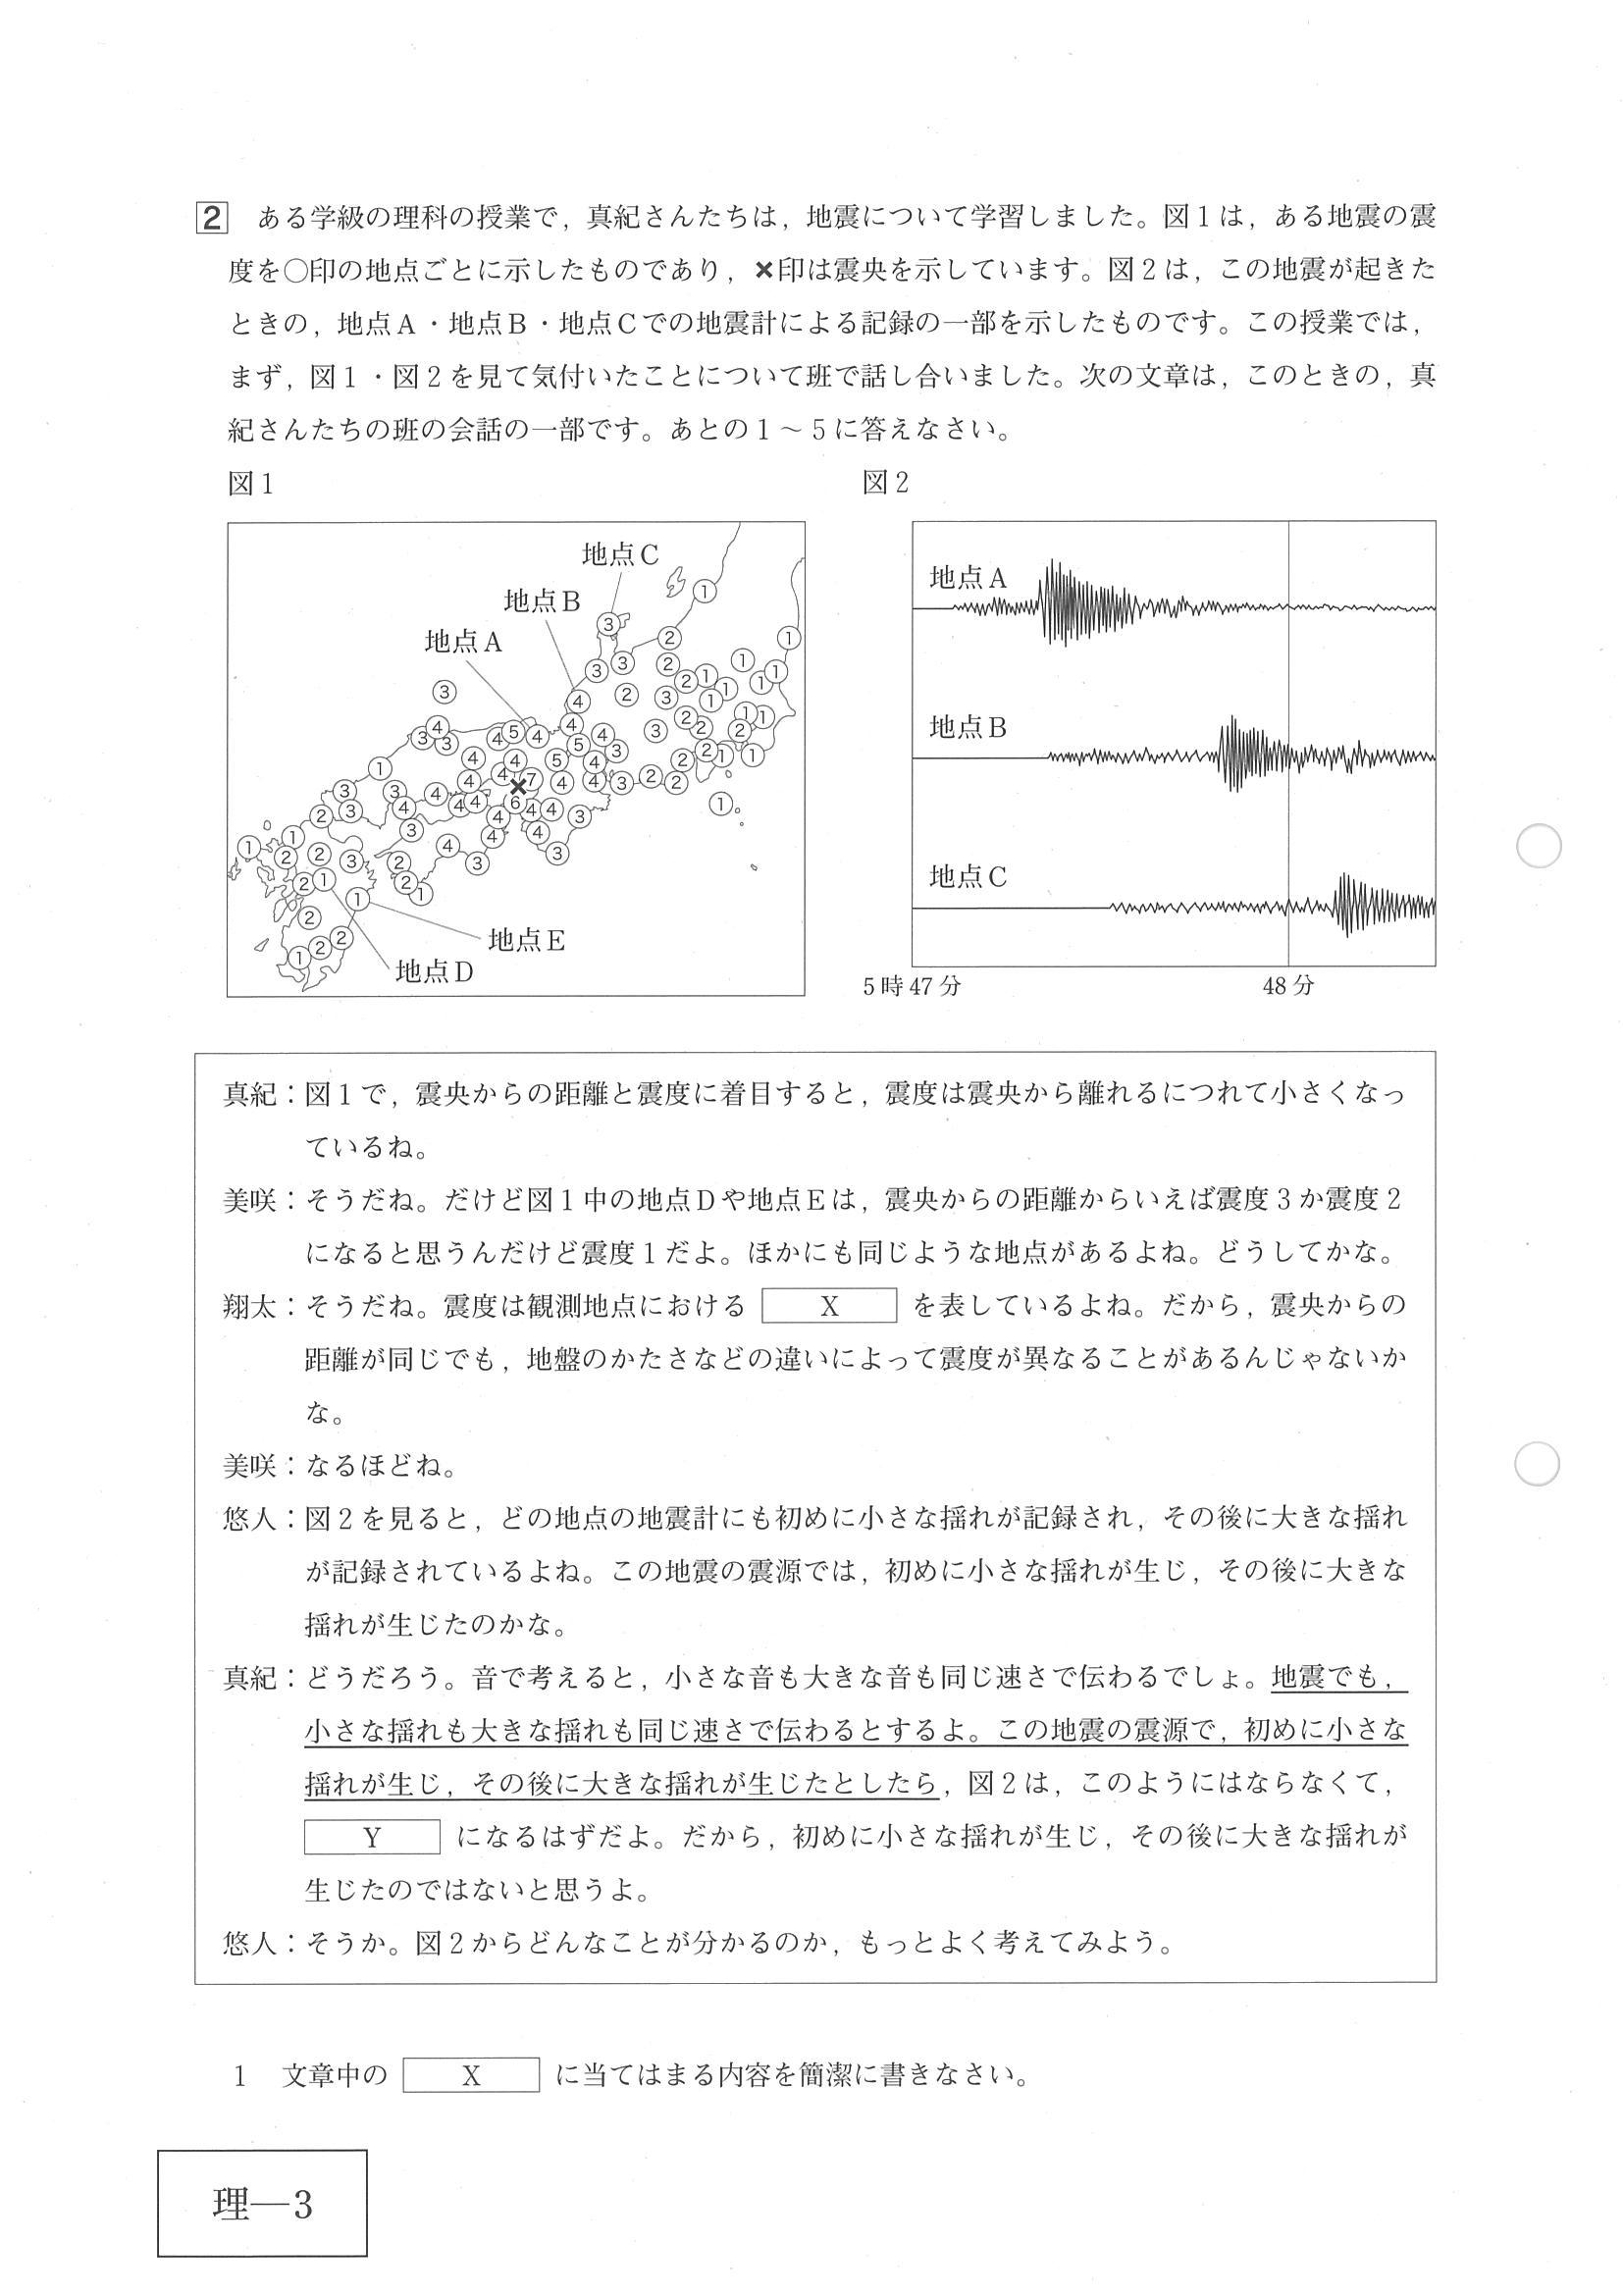 2 ある学級の理科の授業で，真紀さんたちは，地震について学習しました。図1は，ある地震の震
度を○印の地点ごとに示したものであり，×印は震央を示しています。図2は，この地震が起きた
ときの，地点A・地点B・地点Cでの地震計による記録の一部を示したものです。この授業では，
まず，図1・図2を見て気付いたことについて班で話し合いました。次の文章は，このときの，真
紀さんたちの班の会話の一部です。あとの1～5に答えなさい。
図1
地点C
地点B
地点A
地点E
地点D
図2
地点A
地点B
地点C
5時47分
48分
真紀：図1で，震央からの距離と震度に着目すると，震度は震央から離れるにつれて小さくなっ
ているね。
美咲：そうだね。だけど図1中の地点Dや地点Eは，震央からの距離からいえば震度3か震度2
になると思うんだけど震度1だよ。ほかにも同じような地点があるよね。どうしてかな。
翔太：そうだね。震度は観測地点における X を表しているよね。だから，震央からの
距離が同じでも，地盤のかたさなどの違いによって震度が異なることがあるんじゃないか
な。
美咲：なるほどね。
悠人：図2を見ると，どの地点の地震計にも初めに小さな揺れが記録され，その後に大きな揺れ
が記録されているよね。この地震の震源では，初めに小さな揺れが生じ，その後に大きな
揺れが生じたのかな。
真紀：どうだろう。音で考えると，小さな音も大きな音も同じ速さで伝わるでしょ。地震でも，
小さな揺れも大きな揺れも同じ速さで伝わるとするよ。この地震の震源で，初めに小さな
揺れが生じ，その後に大きな揺れが生じたとしたら，図2は，このようにはならなくて，
Y になるはずだよ。だから，初めに小さな揺れが生じ，その後に大きな揺れが
生じたのではないと思うよ。
悠人：そうか。図2からどんなことが分かるのか，もっとよく考えてみよう。
1 文章中の X に当てはまる内容を簡潔に書きなさい。
理―3